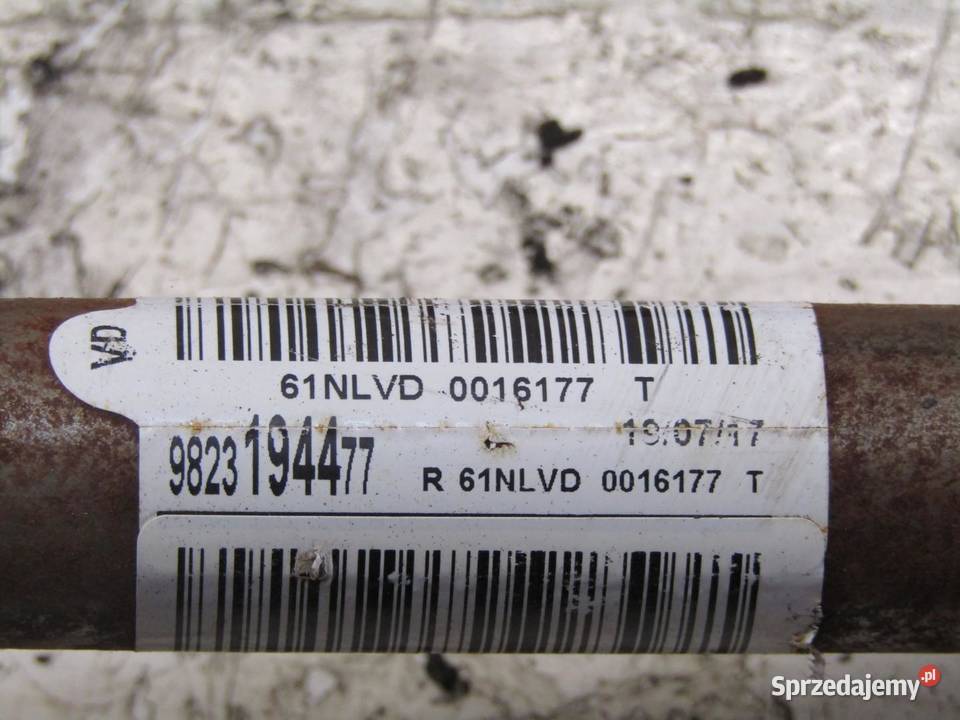 VD
61NLVD 0016177 T
19/07/17
9823194477
R 61NLVD 0016177 T
Sprzedajemy.pl